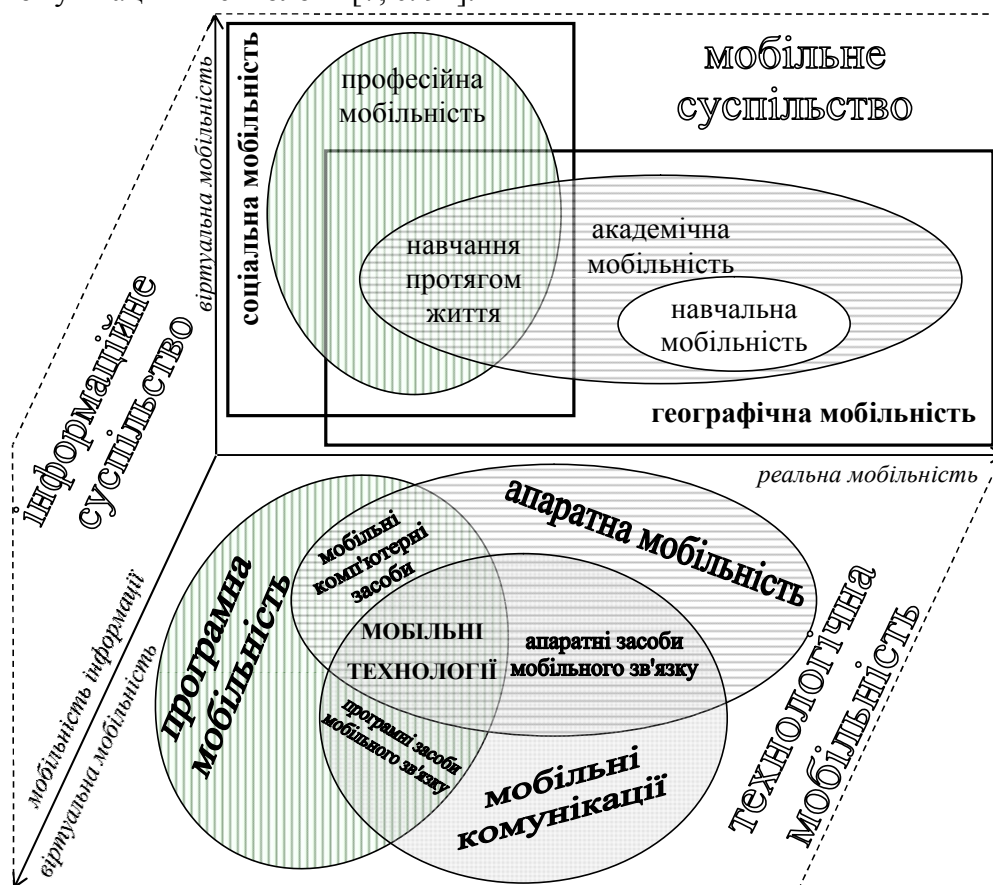 мобільне
суспільство
віртуальна мобільність
соціальна мобільність
професійна
мобільність
навчання
протягом
життя
академічна
мобільність
навчальна
мобільність
географічна мобільність
реальна мобільність
інформаційне
суспільство
мобільність інформації
віртуальна мобільність
програмна
мобільність
мобільні
комп'ютерні
засоби
апаратна мобільність
МОБІЛЬНІ
ТЕХНОЛОГІЇ
апаратні засоби
мобільного зв'язку
програмні засоби
мобільного зв'язку
мобільні
комунікації
технологічна
мобільність